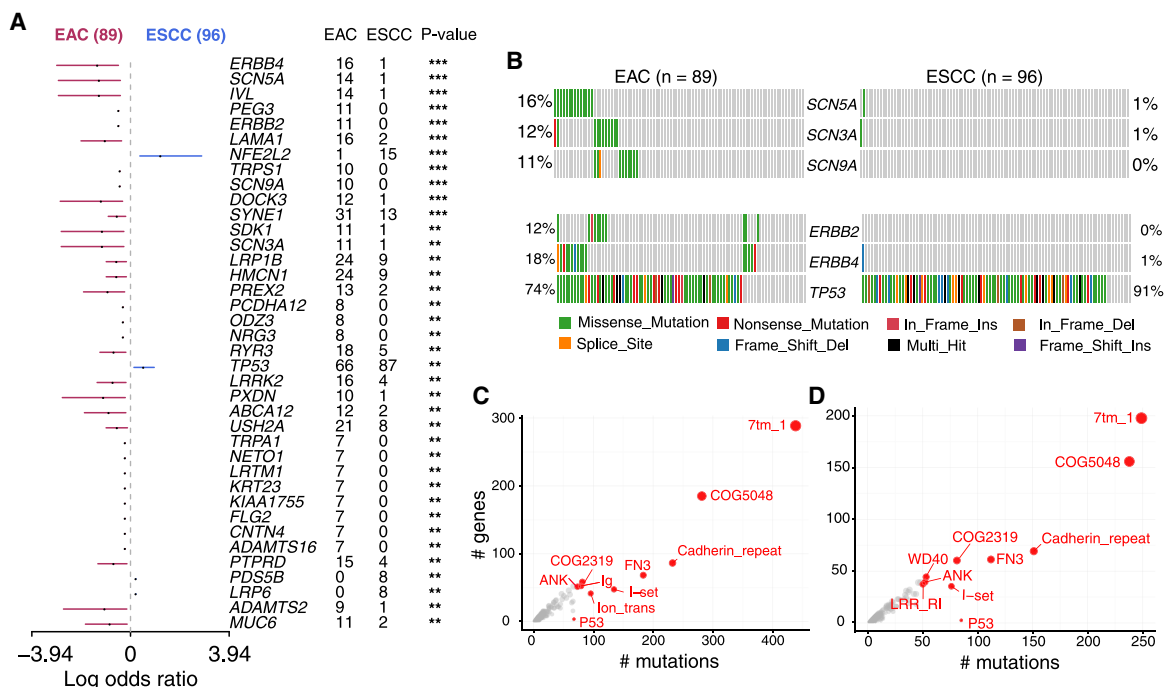 A
EAC (89) ESCC (96) EAC ESCC P-value
ERBB4 16 1 ***
SCN5A 14 1 ***
IVL 14 1 ***
PEG3 11 0 ***
ERBB2 11 0 ***
LAMA1 16 2 ***
NFE2L2 1 15 ***
TRPS1 10 0 ***
SCN9A 10 0 ***
DOCK3 12 1 ***
SYNE1 31 13 ***
SDK1 11 1 **
SCN3A 11 1 **
LRP1B 24 9 **
HMCN1 24 9 **
PREX2 13 2 **
PCDHA12 8 0 **
ODZ3 8 0 **
NRG3 8 0 **
RYR3 18 5 **
TP53 66 87 **
LRRK2 16 4 **
PXDN 10 1 **
ABCA12 12 2 **
USH2A 21 8 **
TRPA1 7 0 **
NETO1 7 0 **
LRTM1 7 0 **
KRT23 7 0 **
KIAA1755 7 0 **
FLG2 7 0 **
CNTN4 7 0 **
ADAMTS16 7 0 **
PTPRD 15 4 **
PDS5B 0 8 **
LRP6 0 8 **
ADAMTS2 9 1 **
MUC6 11 2 **
−3.94 0 3.94
Log odds ratio
B
EAC (n = 89) ESCC (n = 96)
16% SCN5A 1%
12% SCN3A 1%
11% SCN9A 0%
12% ERBB2 0%
18% ERBB4 1%
74% TP53 91%
Missense_Mutation Nonsense_Mutation In_Frame_Ins In_Frame_Del
Splice_Site Frame_Shift_Del Multi_Hit Frame_Shift_Ins
C
# genes
300
200
100
0
7tm_1
COG5048
Cadherin_repeat
FN3
COG2319
ANK
Ig
I−set
Ion_trans
P53
0 100 200 300 400
# mutations
D
200
150
100
50
0
7tm_1
COG5048
Cadherin_repeat
COG2319
FN3
WD40
ANK
I−set
LRR_RI
P53
0 50 100 150 200 250
# mutations